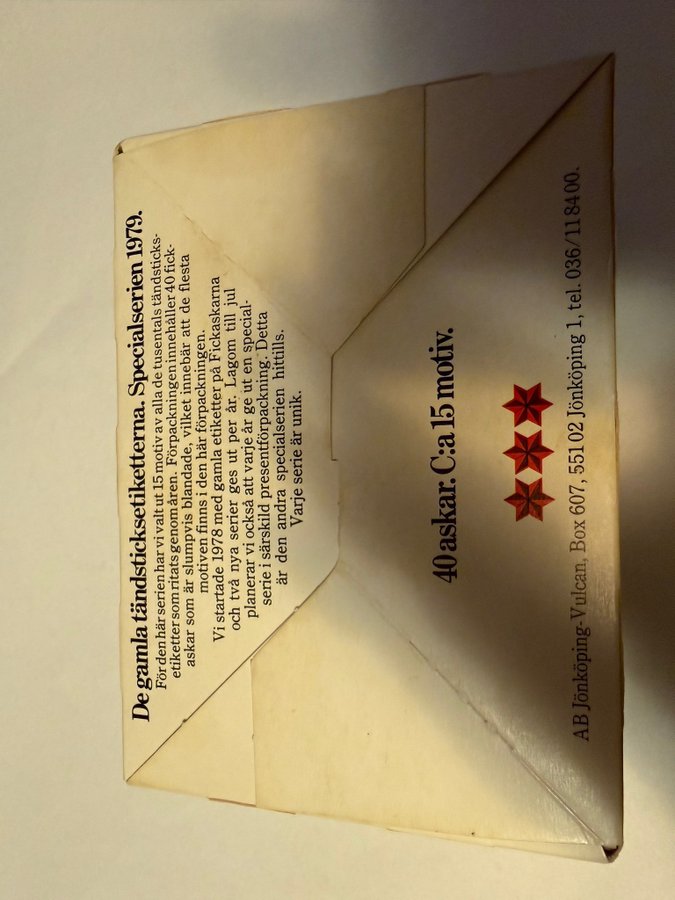 De gamla tändsticksetiketterna. Specialserien 1979.
För den här serien har vi valt ut 15 motiv av alla de tusentals tändsticks-
etiketter som ritats genom åren. Förpackningen innehåller 40 fick-
askar som är slumpvis blandade, vilket innebär att de flesta
motiven finns i den här förpackningen.
Vi startade 1978 med gamla etiketter på Fickaskarna
och två nya serier ges ut per år. Lagom till jul
planerar vi också att varje år ge ut en special-
serie i särskild presentförpackning. Detta
är den andra specialserien hittills.
Varje serie är unik.
40 askar. C:a 15 motiv.
AB Jönköping-Vulcan, Box 607, 551 02 Jönköping 1, tel. 036/11 84 00.